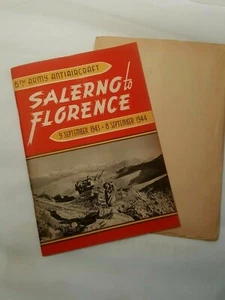 5TH ARMY ANTIAIRCRAFT
SALERNO to
FLORENCE
9 SEPTEMBER 1943 - 8 SEPTEMBER 1944